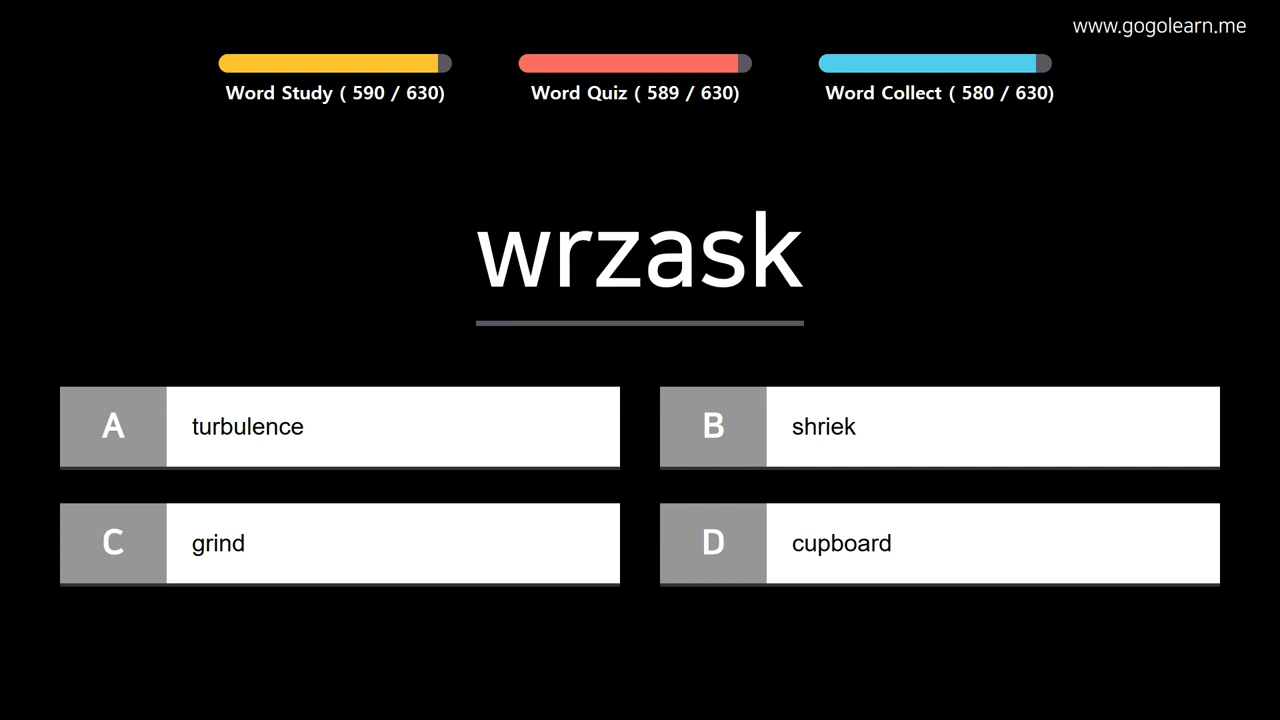 www.gogolearn.me
Word Study ( 590 / 630)
Word Quiz ( 589 / 630)
Word Collect ( 580 / 630)
wrzask
A turbulence
B shriek
C grind
D cupboard